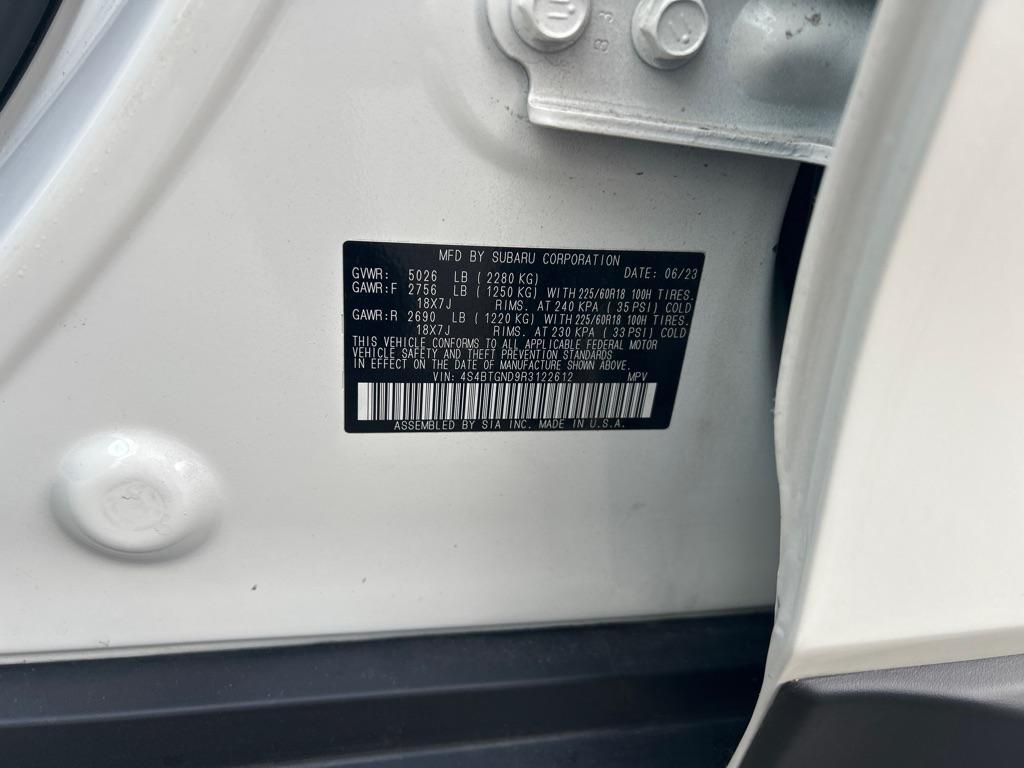 MFD BY SUBARU CORPORATION
GVWR: 5026 LB ( 2280 KG) DATE: 06/23
GAWR:F 2756 LB ( 1250 KG) WITH 225/60R18 100H TIRES.
18X7J RIMS. AT 240 KPA ( 35 PSI) COLD
GAWR:R 2690 LB ( 1220 KG) WITH 225/60R18 100H TIRES.
18X7J RIMS. AT 230 KPA ( 33 PSI) COLD
THIS VEHICLE CONFORMS TO ALL APPLICABLE FEDERAL MOTOR
VEHICLE SAFETY AND THEFT PREVENTION STANDARDS
IN EFFECT ON THE DATE OF MANUFACTURE SHOWN ABOVE.
VIN: 4S4BTGND9R3122612 MPV
ASSEMBLED BY SIA INC. MADE IN U.S.A.